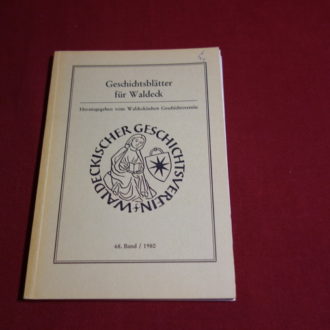 Geschichtsblätter
für Waldeck
Herausgegeben vom Waldeckischen Geschichtsverein
WALDECKISCHER GESCHICHTSVEREIN
68. Band / 1980